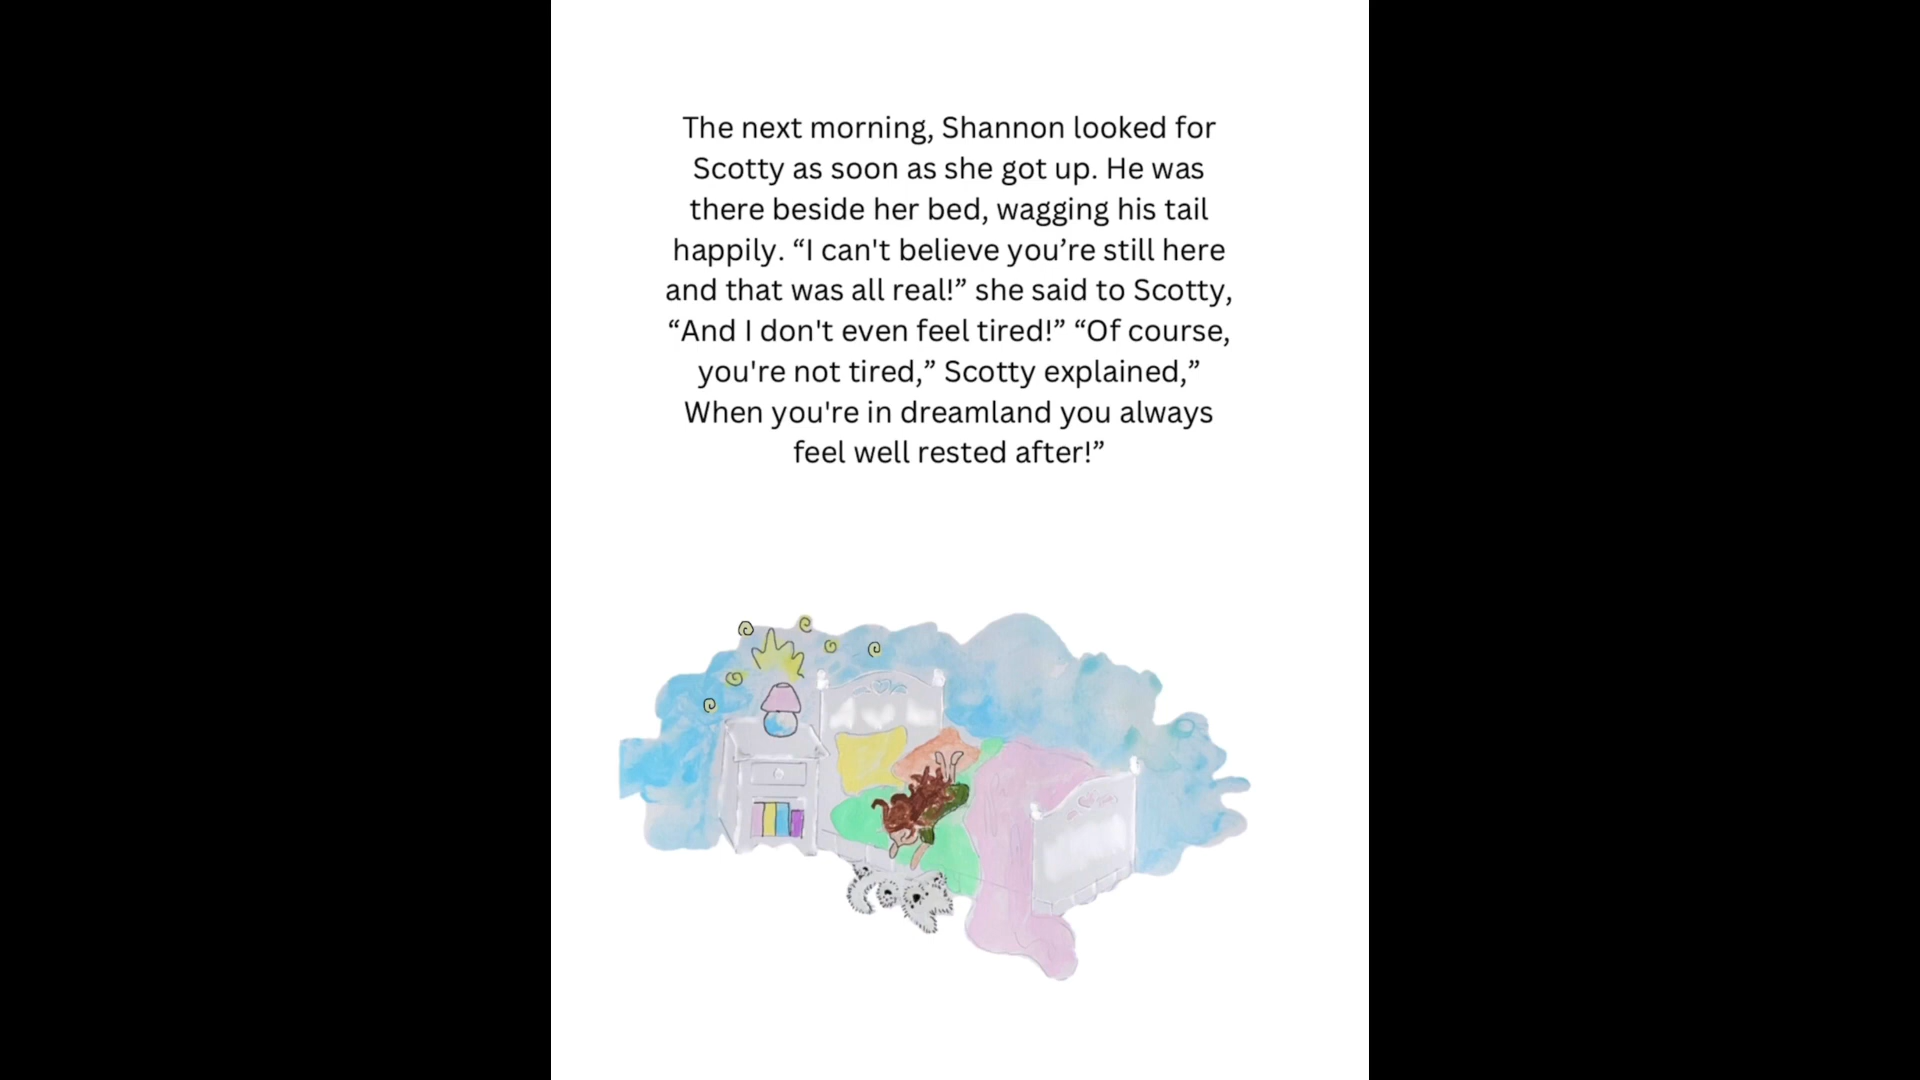 The next morning, Shannon looked for
Scotty as soon as she got up. He was
there beside her bed, wagging his tail
happily. “I can't believe you’re still here
and that was all real!” she said to Scotty,
“And I don't even feel tired!” “Of course,
you're not tired,” Scotty explained,”
When you're in dreamland you always
feel well rested after!”